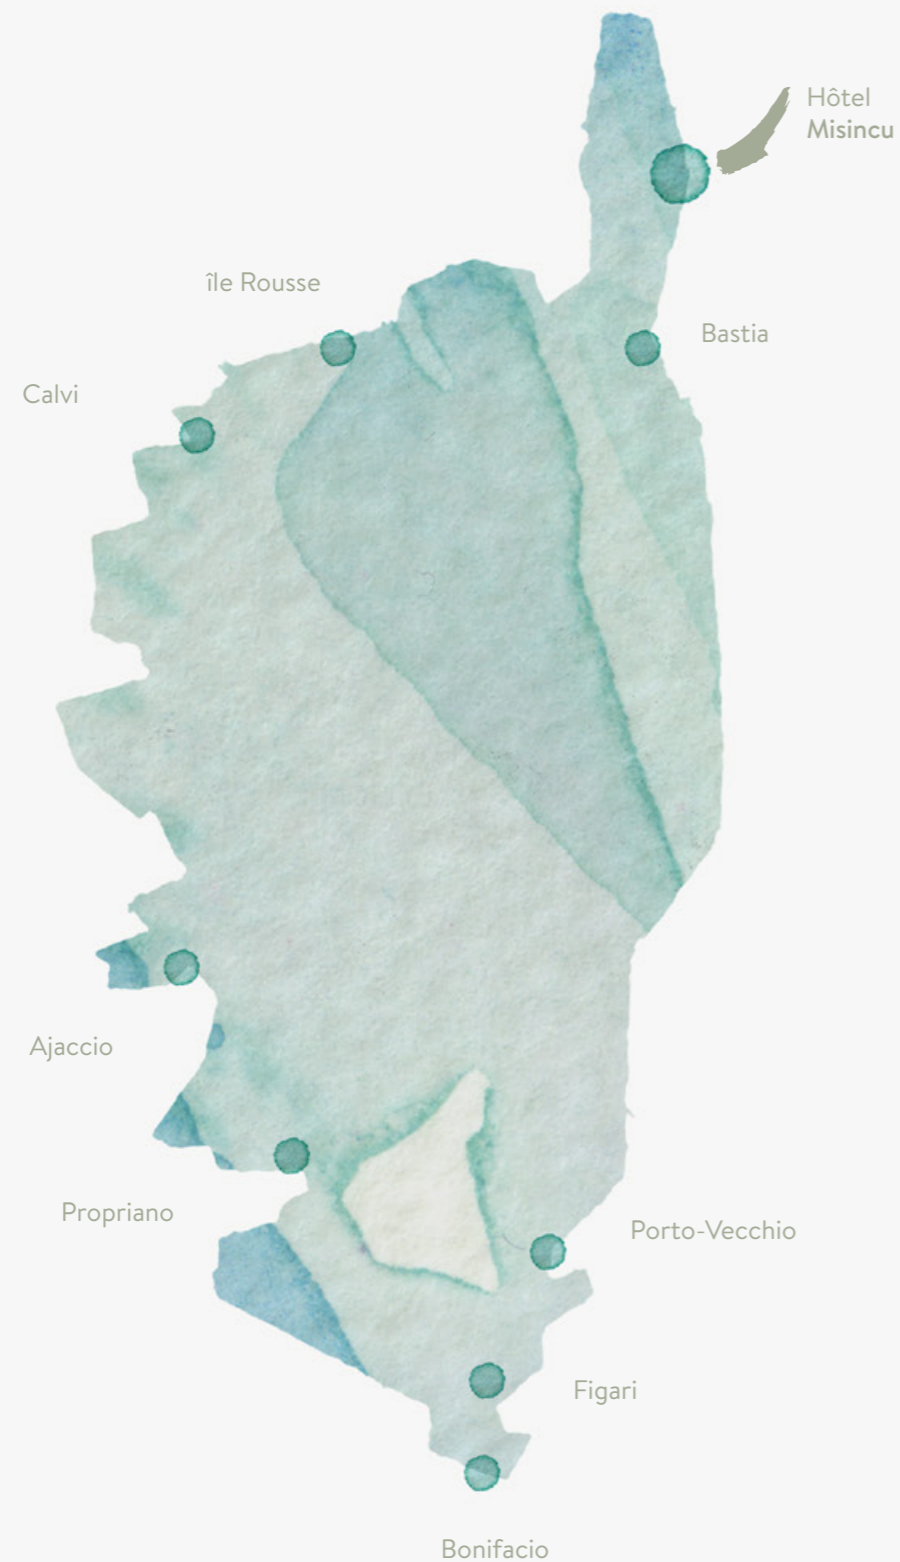 Hôtel
Misincu
île Rousse
Bastia
Calvi
Ajaccio
Propriano
Porto-Vecchio
Figari
Bonifacio